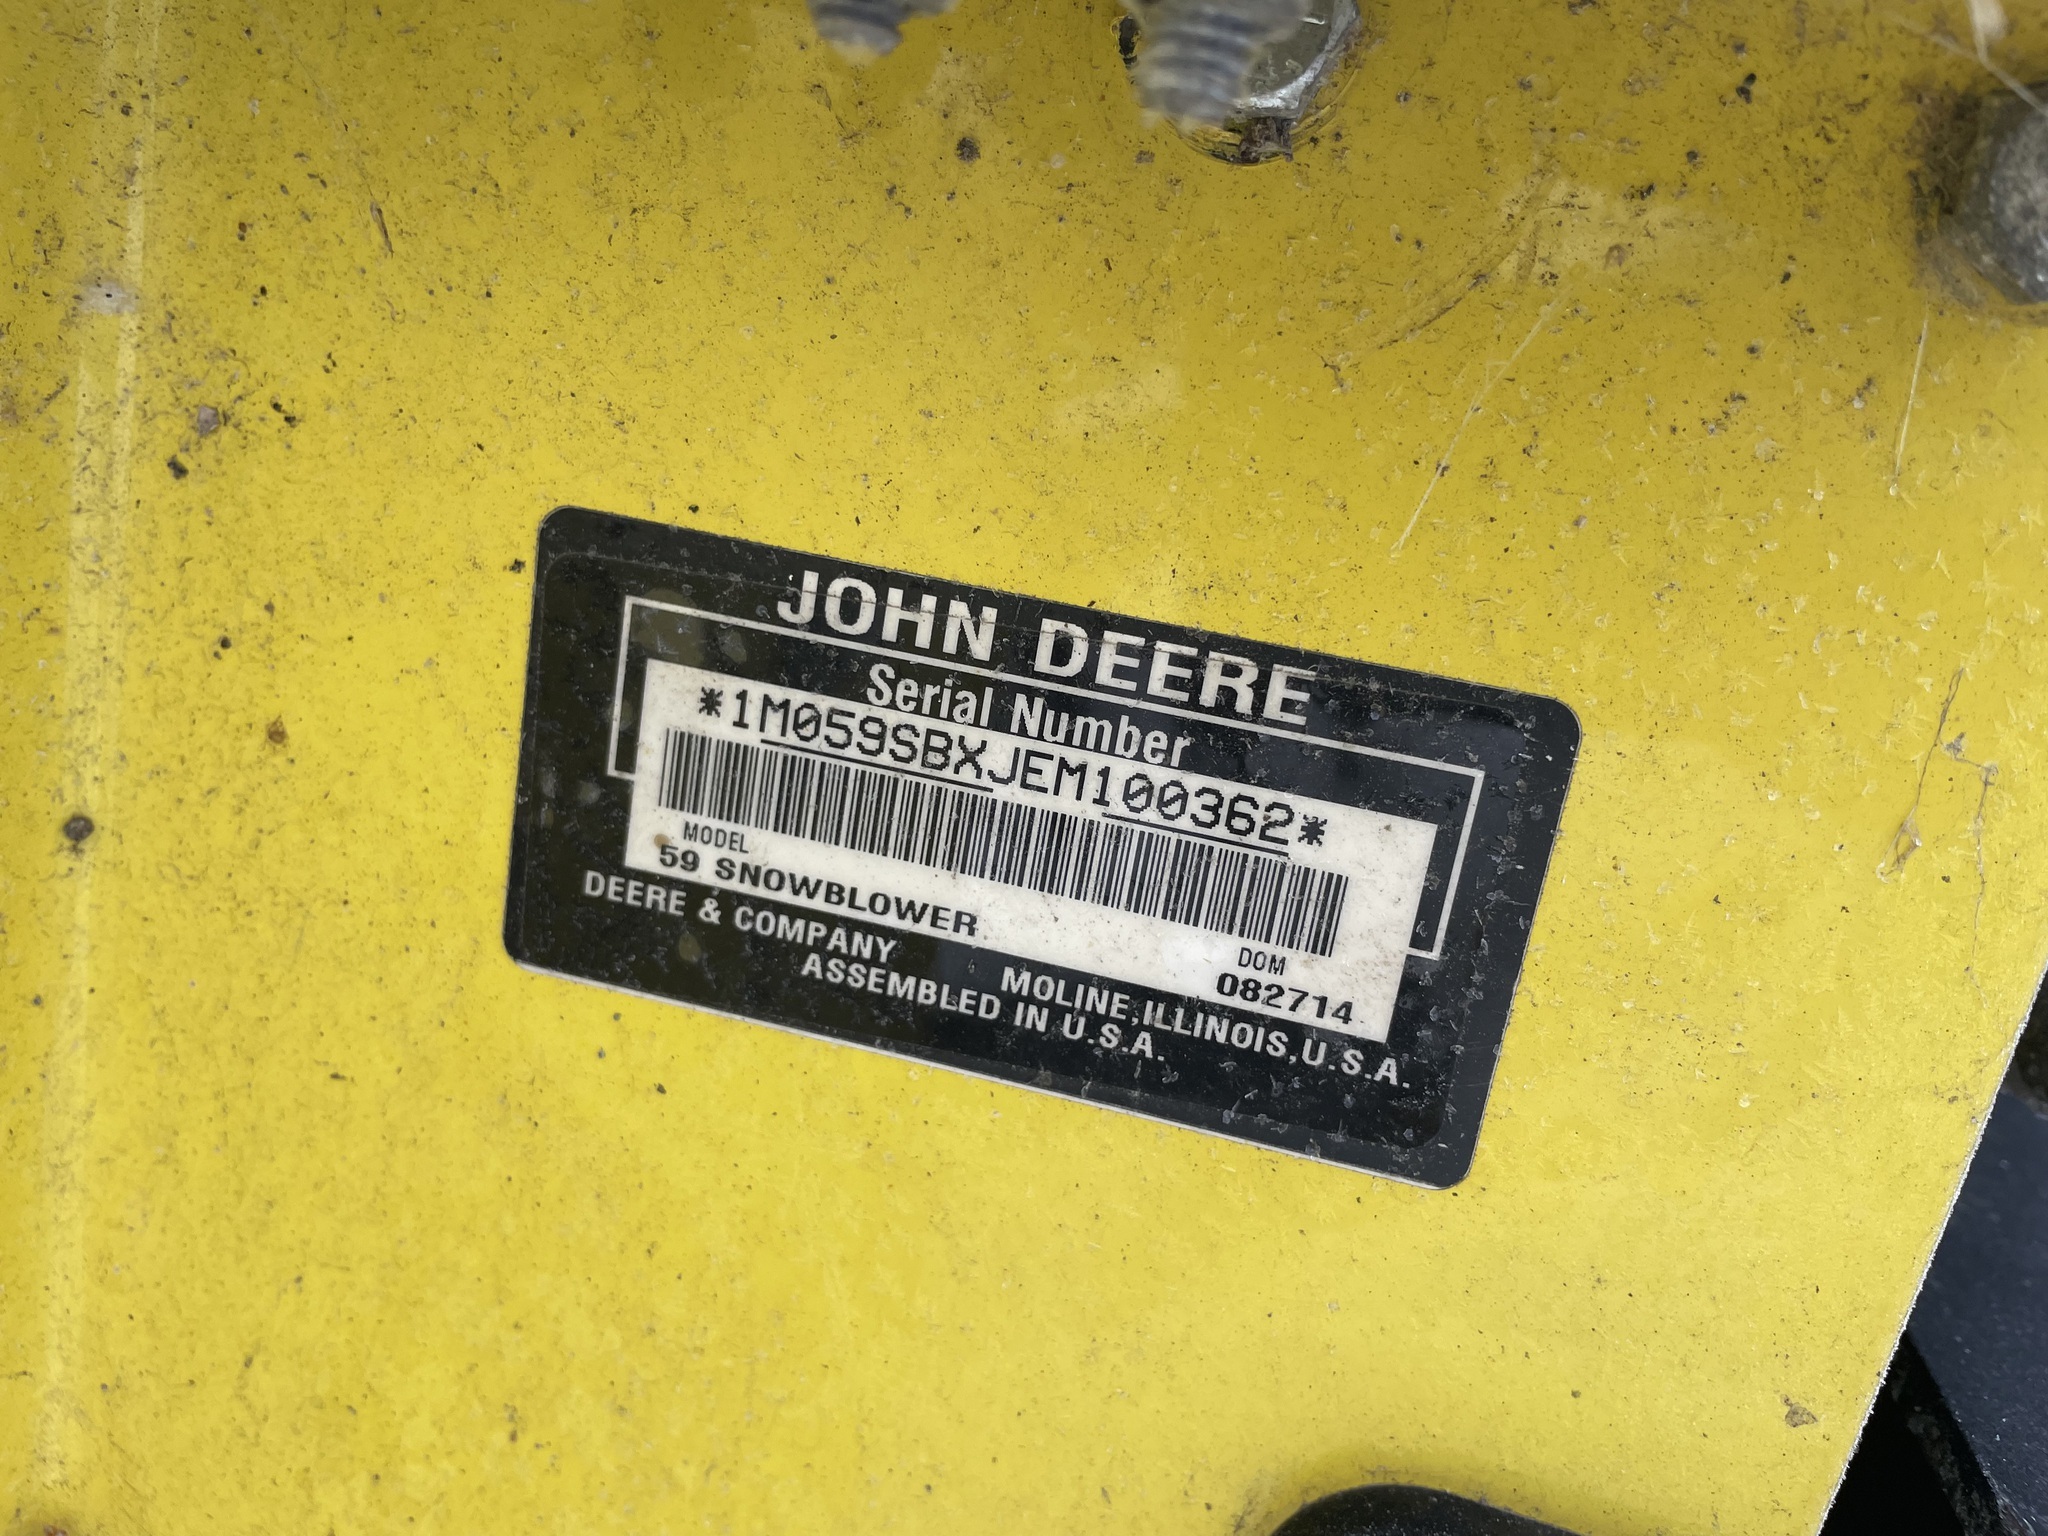 JOHN DEERE
Serial Number
*1M059SBXJEM100362*
MODEL
59 SNOWBLOWER
DOM
082714
DEERE & COMPANY MOLINE, ILLINOIS, U.S.A.
ASSEMBLED IN U.S.A.